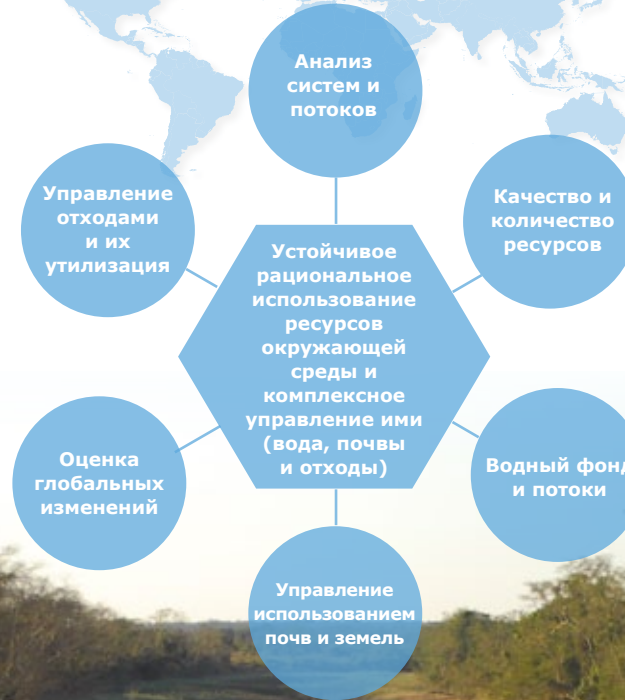 Анализ
систем и
потоков
Качество и
количество
ресурсов
Управление
отходами
и их
утилизация
Устойчивое
рациональное
использование
ресурсов
окружающей
среды и
комплексное
управление ими
(вода, почвы
и отходы)
Водный фонд
и потоки
Оценка
глобальных
изменений
Управление
использованием
почв и земель